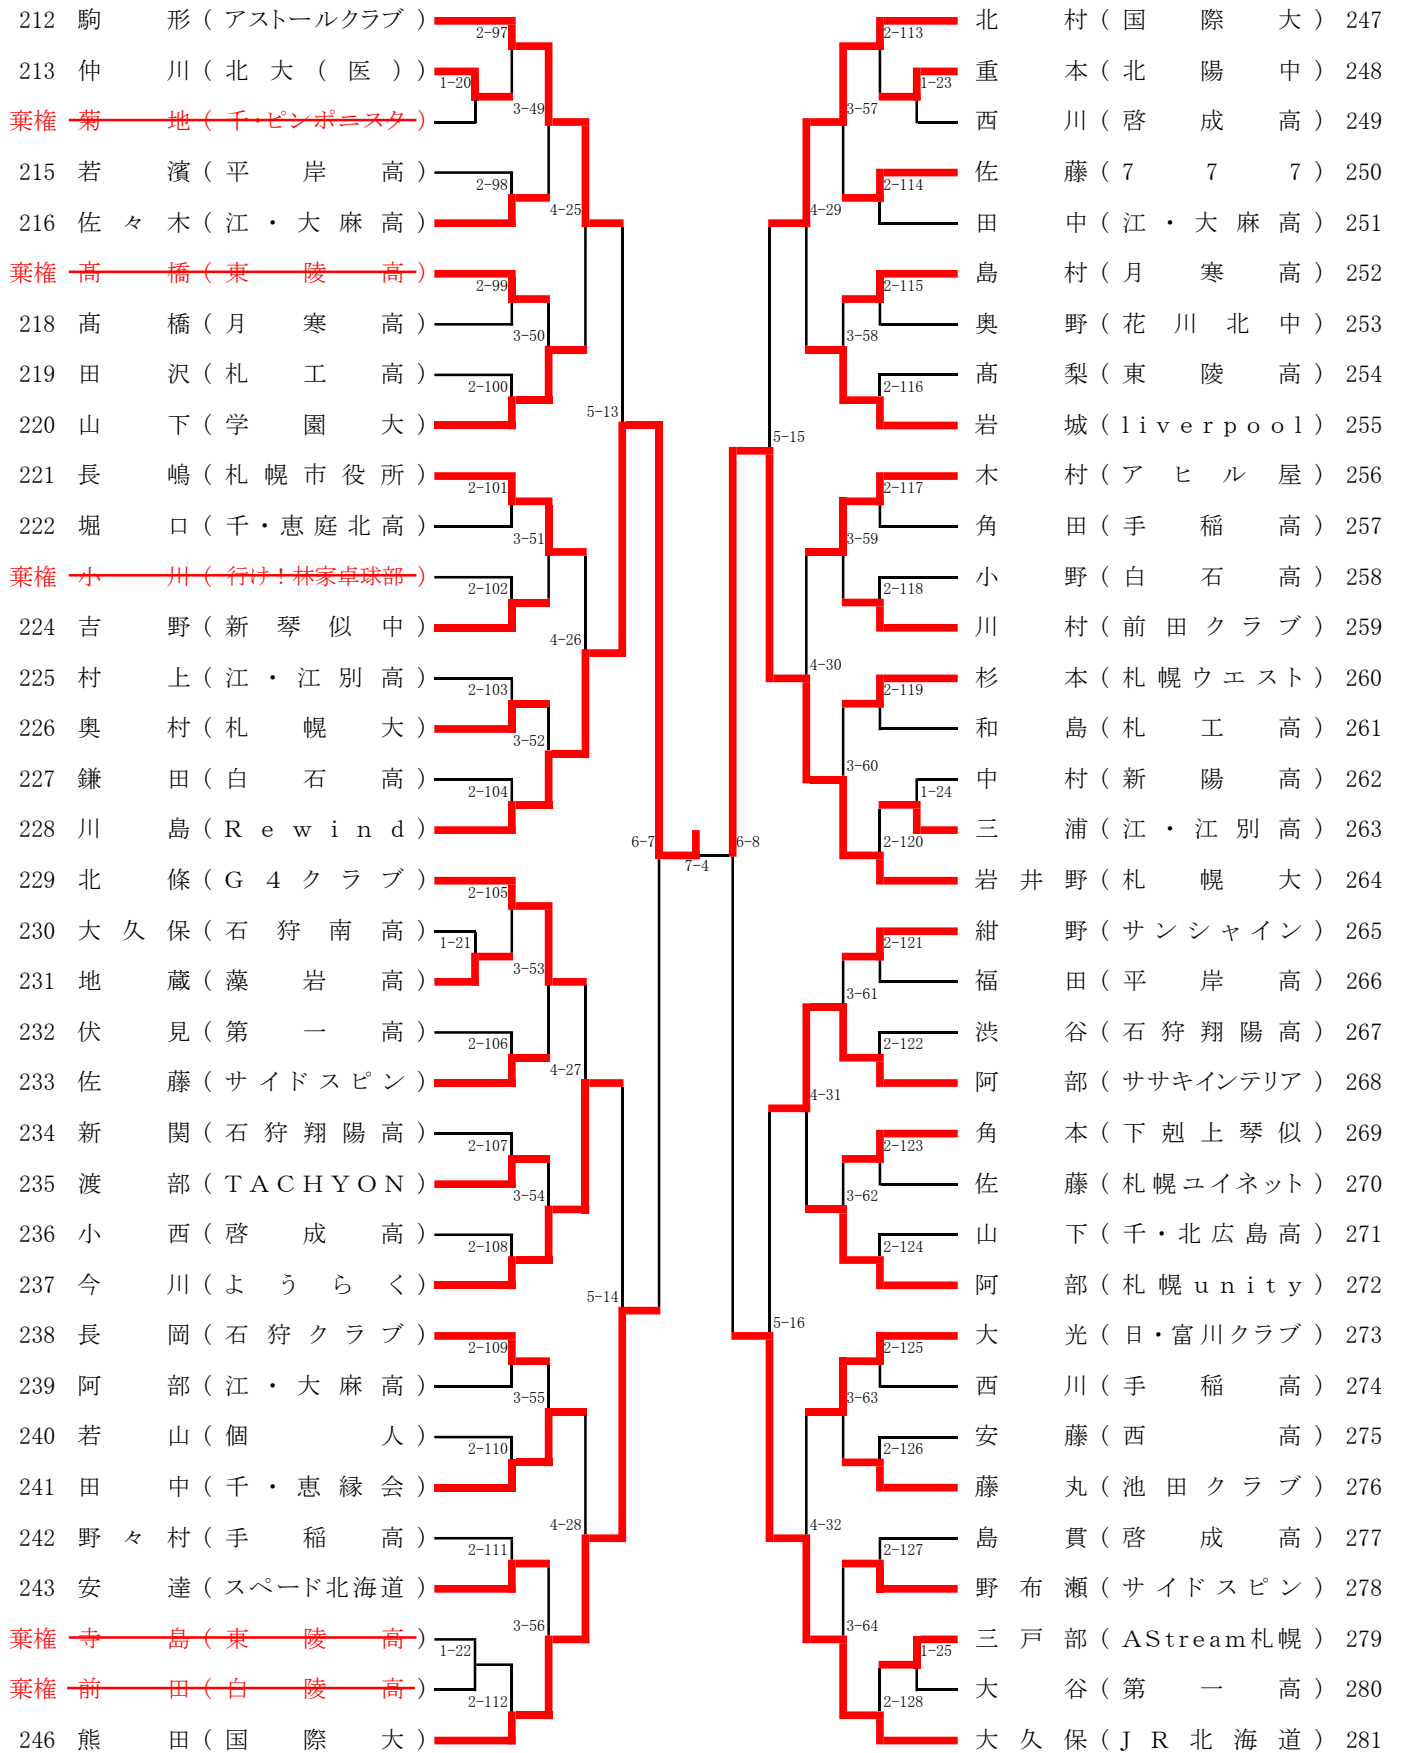 212 駒形(アストールクラブ) 2-97 2-113 北村(国際大) 247
213 仲川(北大(医)) 1-20 1-23 重本(北陽中) 248
棄権 菊地(千・ピンポニスタ) 3-49 3-57 西川(啓成高) 249
215 若濱(平岸高) 2-98 2-114 佐藤(777) 250
216 佐々木(江・大麻高) 4-25 4-29 田中(江・大麻高) 251
棄権 髙橋(東陵高) 2-99 2-115 島村(月寒高) 252
218 髙橋(月寒高) 3-50 3-58 奥野(花川北中) 253
219 田沢(札工高) 2-100 2-116 髙梨(東陵高) 254
220 山下(学園大) 5-13 5-15 岩城(liverpool) 255
221 長嶋(札幌市役所) 2-101 2-117 木村(アヒル屋) 256
222 堀口(千・恵庭北高) 3-51 3-59 角田(手稲高) 257
棄権 小川(行け!林家卓球部) 2-102 2-118 小野(白石高) 258
224 吉野(新琴似中) 4-26 川村(前田クラブ) 259
225 村上(江・江別高) 2-103 4-30 2-119 杉本(札幌ウエスト) 260
226 奥村(札幌大) 3-52 和島(札工高) 261
227 鎌田(白石高) 2-104 3-60 1-24 中村(新陽高) 262
228 川島(Rewind) 6-7 6-8 2-120 三浦(江・江別高) 263
229 北條(G4クラブ) 2-105 7-4 岩井野(札幌大) 264
230 大久保(石狩南高) 1-21 2-121 紺野(サンシャイン) 265
231 地蔵(藻岩高) 3-53 3-61 福田(平岸高) 266
232 伏見(第一高) 2-106 2-122 渋谷(石狩翔陽高) 267
233 佐藤(サイドスピン) 4-27 4-31 阿部(ササキインテリア) 268
234 新関(石狩翔陽高) 2-107 2-123 角本(下剋上琴似) 269
235 渡部(TACHYON) 3-54 3-62 佐藤(札幌ユイネット) 270
236 小西(啓成高) 2-108 2-124 山下(千・北広島高) 271
237 今川(ようらく) 5-14 阿部(札幌unity) 272
238 長岡(石狩クラブ) 2-109 5-16 2-125 大光(日・富川クラブ) 273
239 阿部(江・大麻高) 3-55 3-63 西川(手稲高) 274
240 若山(個人) 2-110 2-126 安藤(西高) 275
241 田中(千・恵縁会) 4-28 4-32 藤丸(池田クラブ) 276
242 野々村(手稲高) 2-111 2-127 島貫(啓成高) 277
243 安達(スペード北海道) 3-56 3-64 野布瀬(サイドスピン) 278
棄権 寺島(東陵高) 1-22 1-25 三戸部(AStream札幌) 279
棄権 前田(白陵高) 2-112 2-128 大谷(第一高) 280
246 熊田(国際大) 大久保(JR北海道) 281